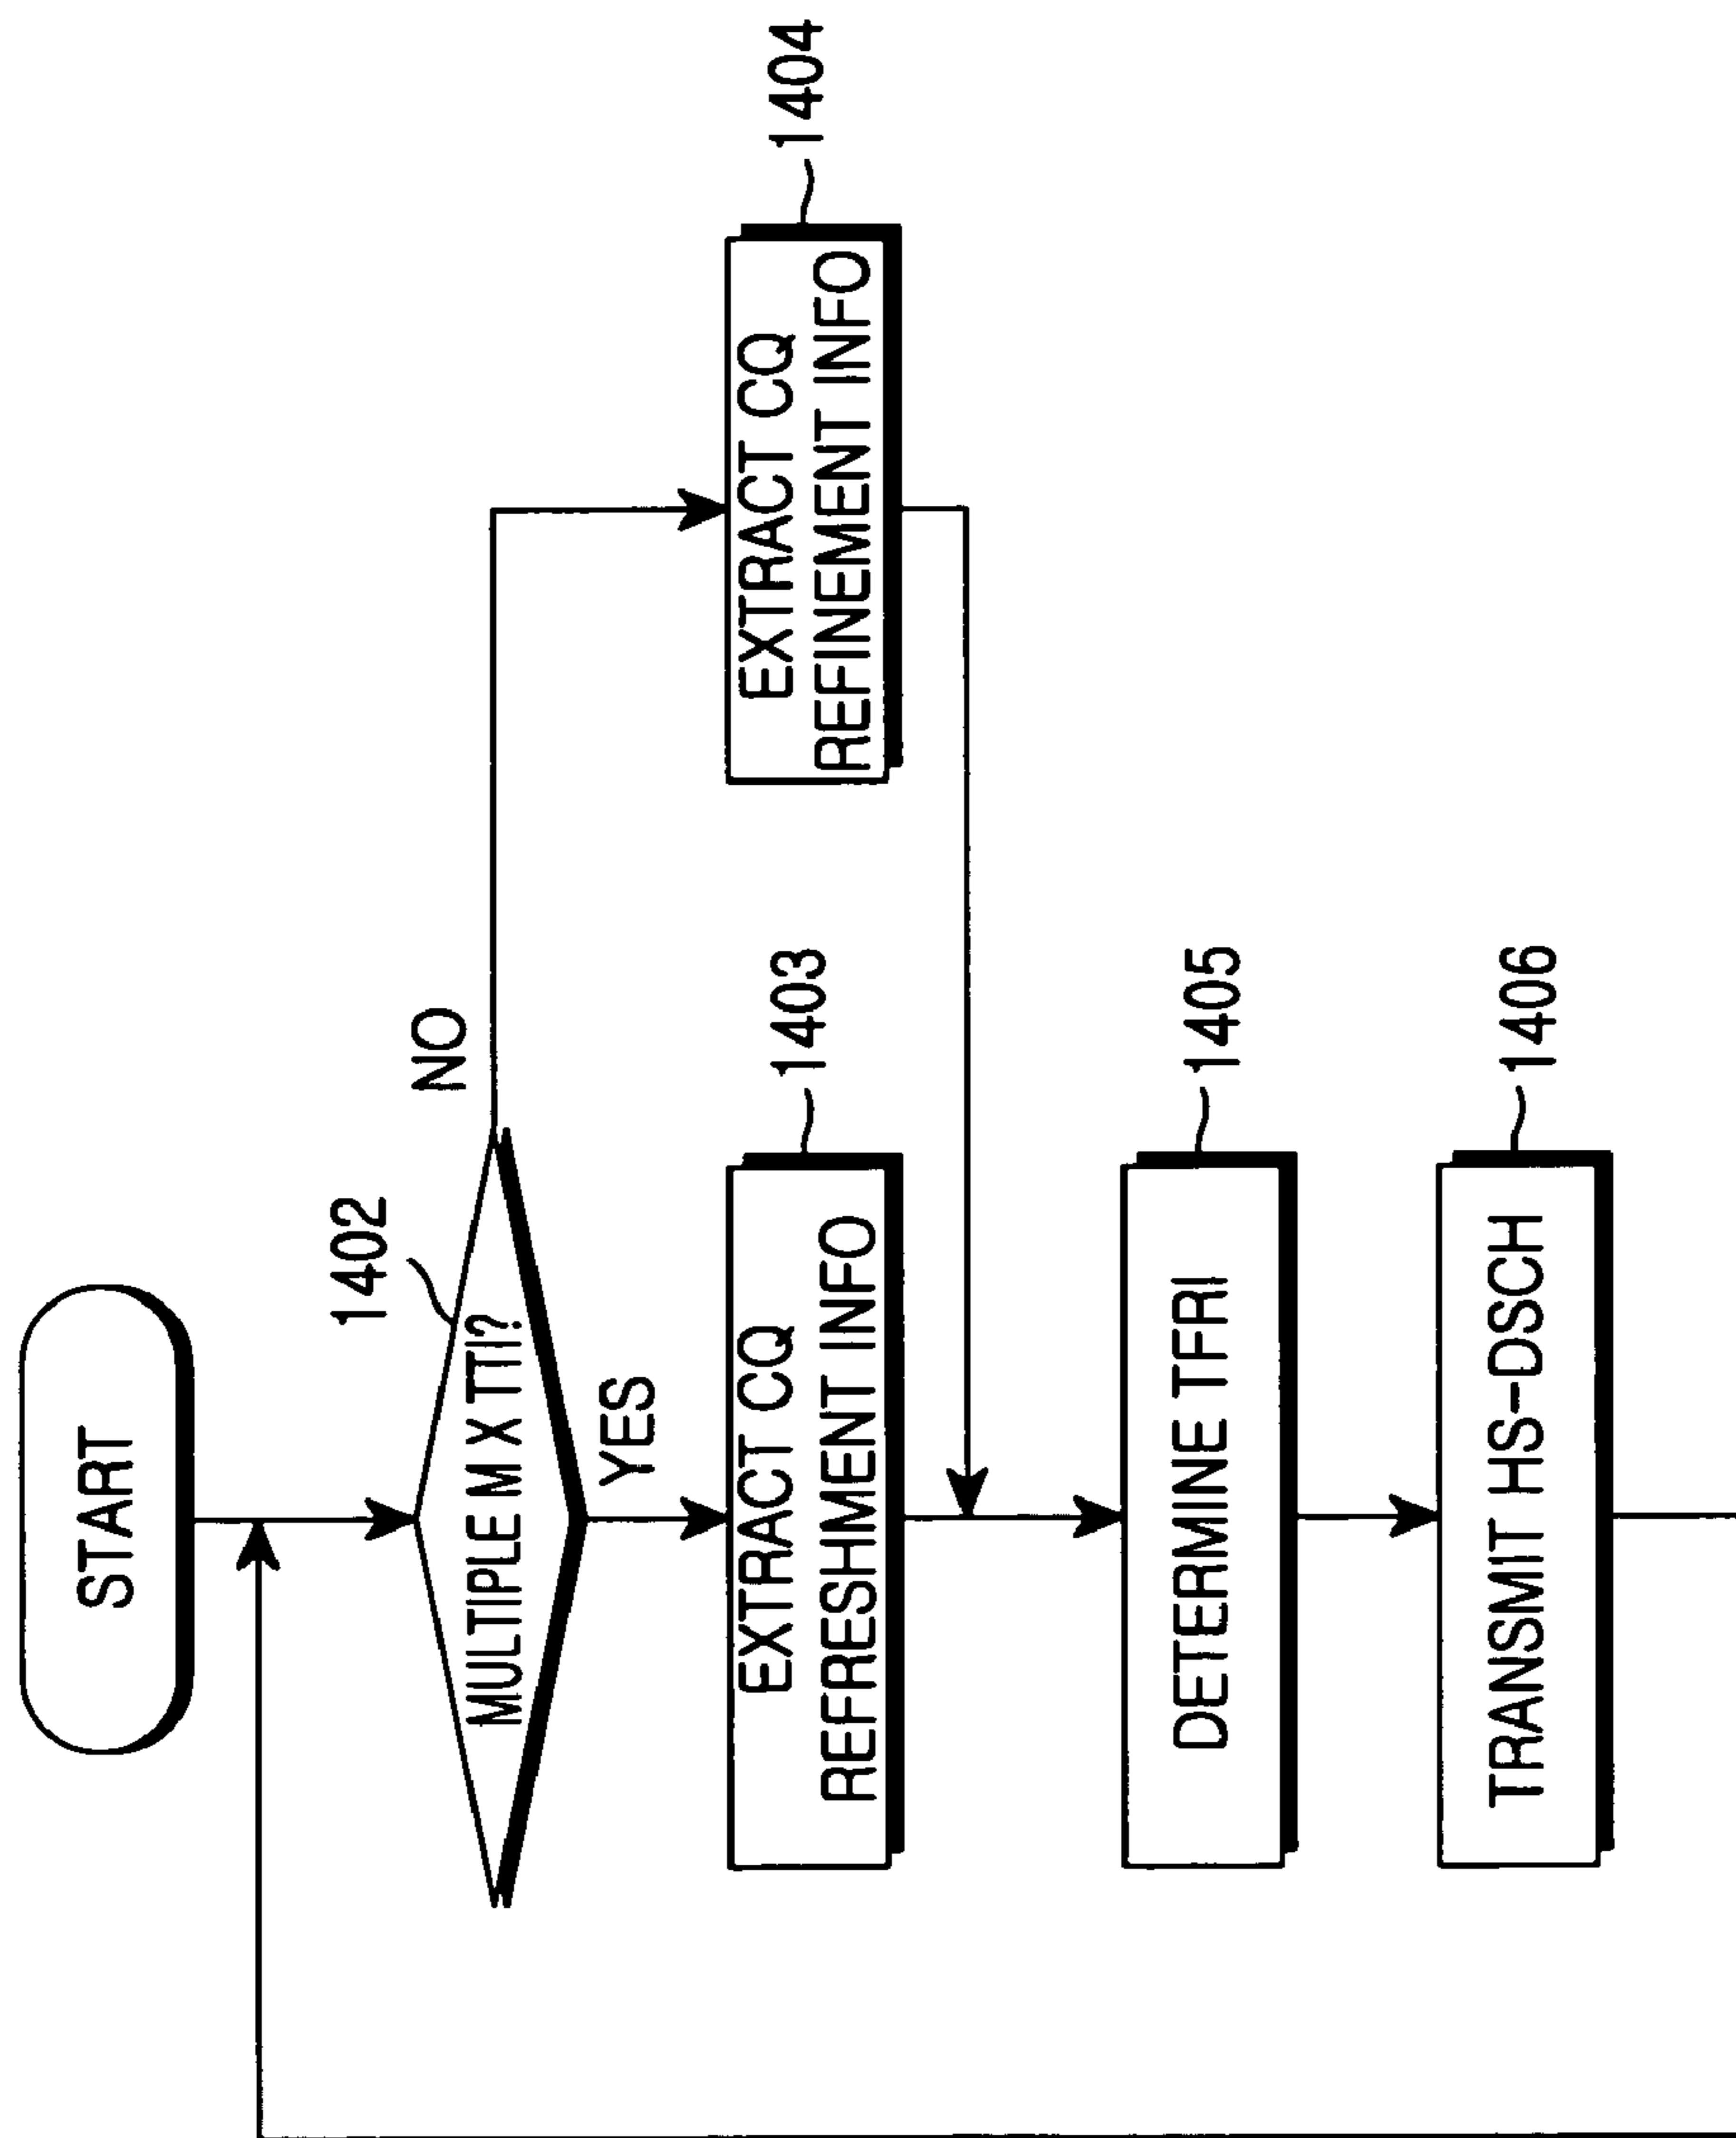 START
1402
MULTIPLE M X TTI?
NO
YES
EXTRACT CQ
REFRESHMENT INFO
1403
EXTRACT CQ
REFINEMENT INFO
1404
DETERMINE TFRI
1405
TRANSMIT HS-DSCH
1406